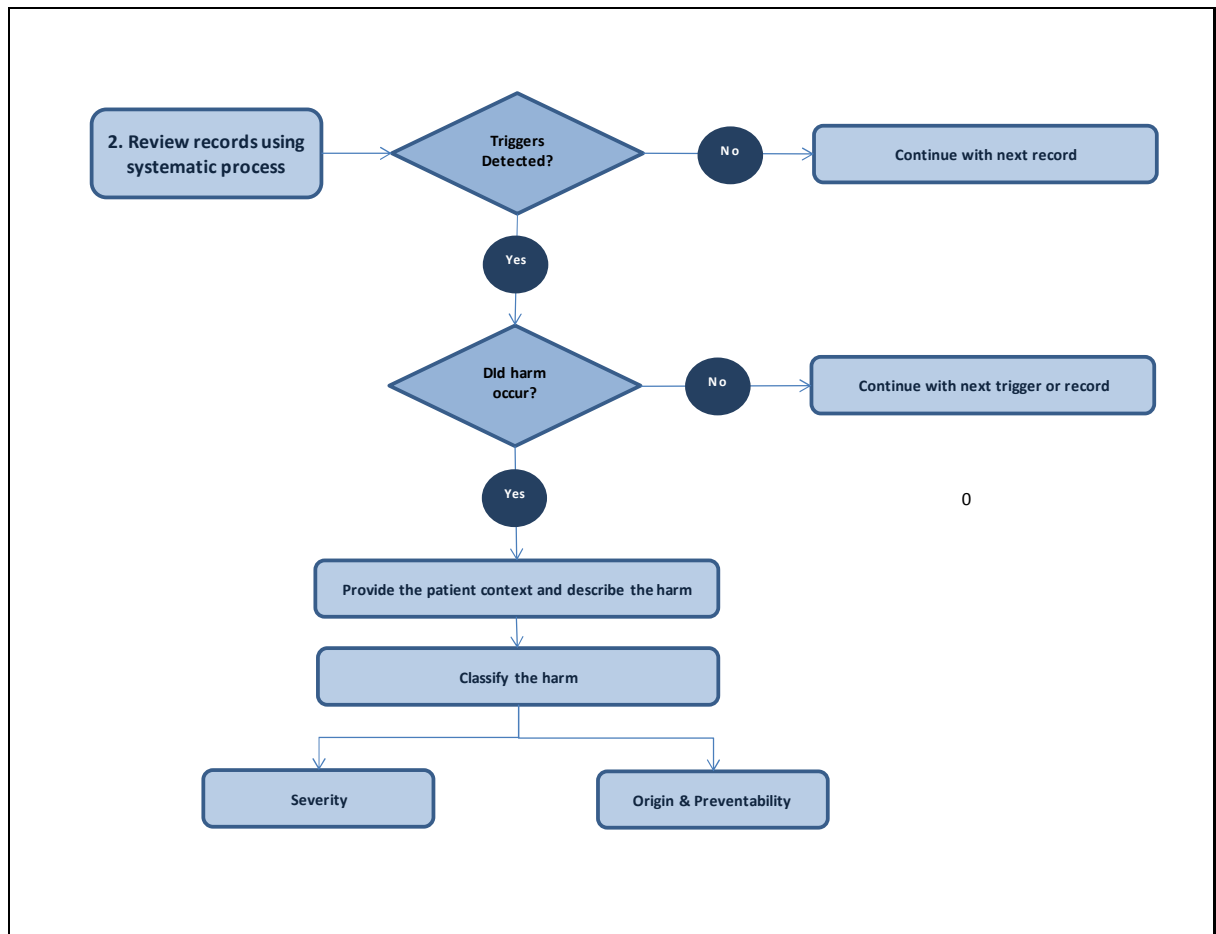 2. Review records using
systematic process
Triggers
Detected?
No
Continue with next record
Yes
DId harm
occur?
No
Continue with next trigger or record
Yes
0
Provide the patient context and describe the harm
Classify the harm
Severity
Origin & Preventability